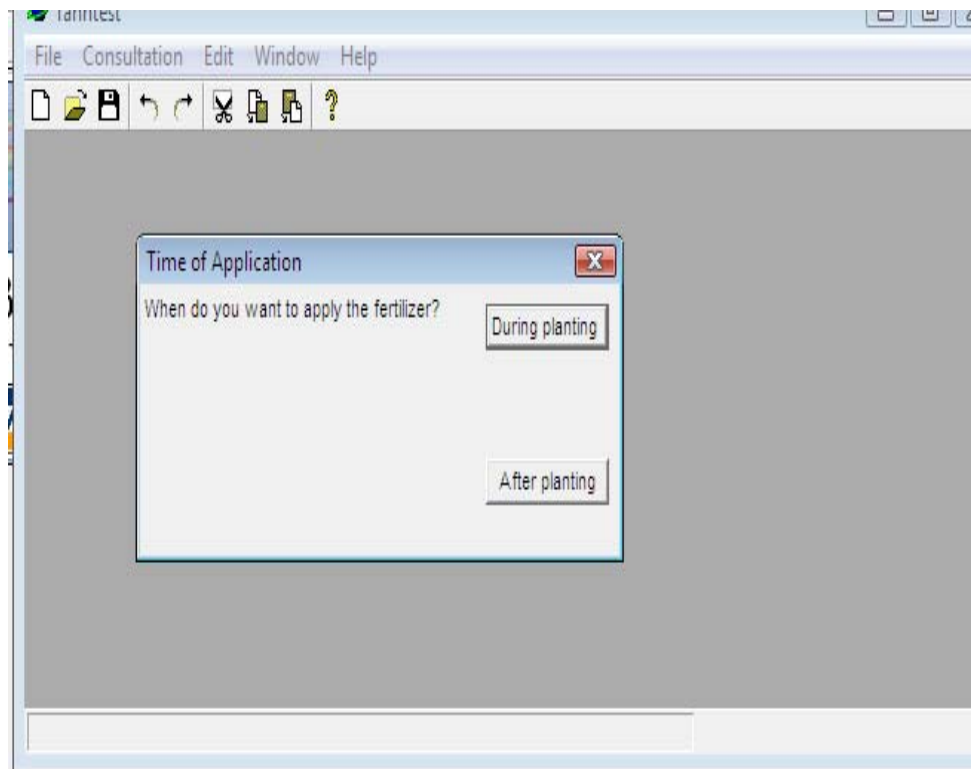 File Consultation Edit Window Help
Time of Application
When do you want to apply the fertilizer?
During planting
After planting